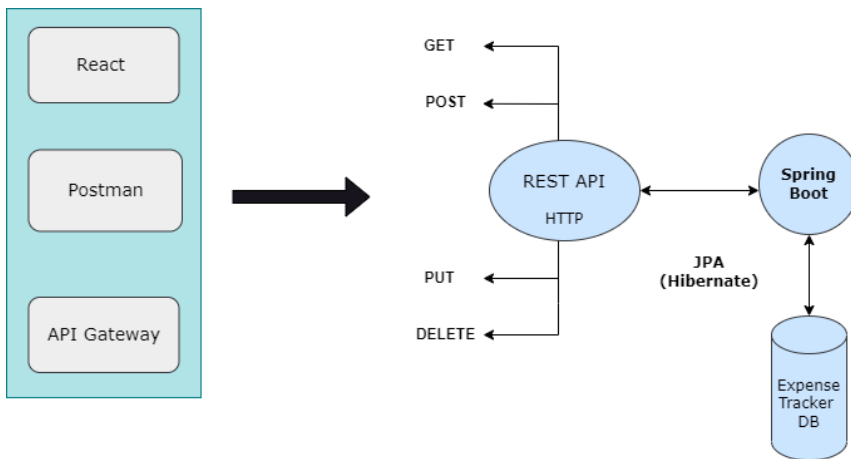 React
Postman
API Gateway
GET
POST
REST API
HTTP
PUT
DELETE
Spring
Boot
JPA
(Hibernate)
Expense
Tracker
DB